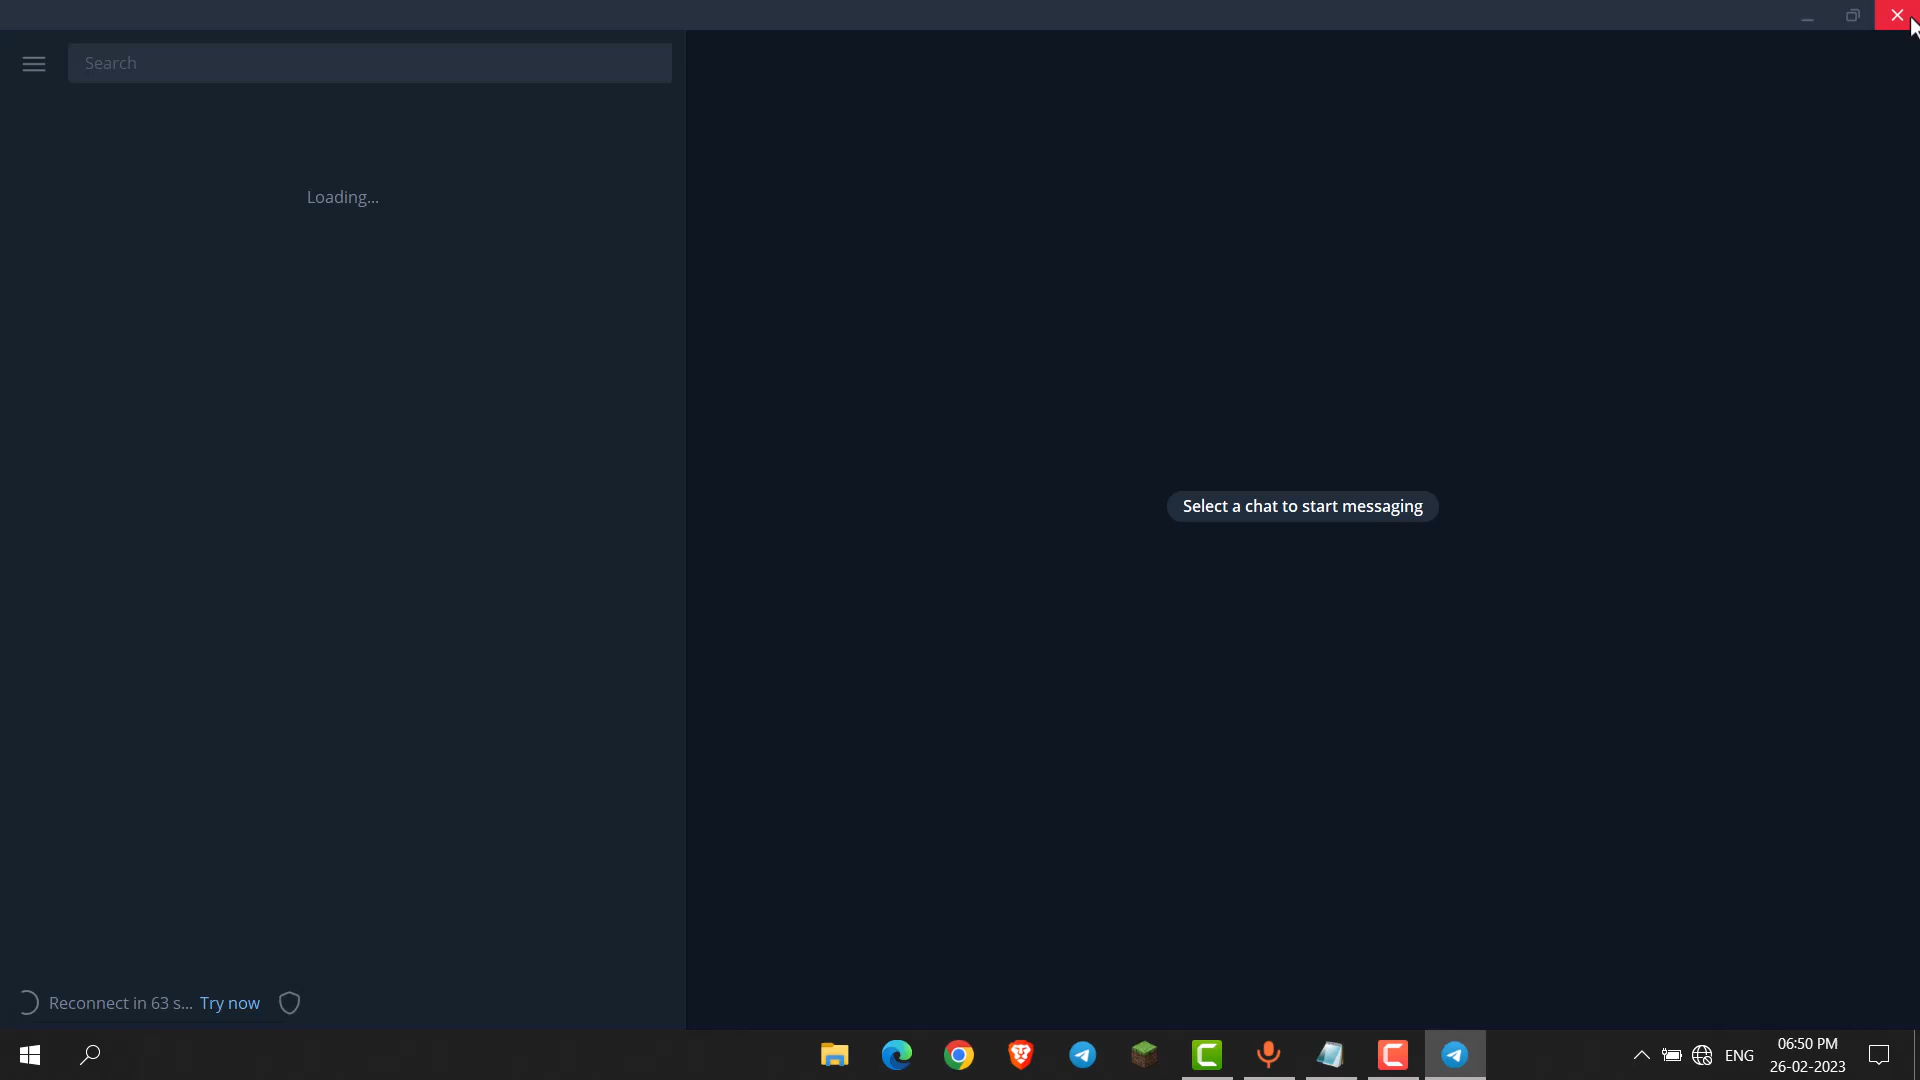 Search
Loading...
Select a chat to start messaging
Reconnect in 63 s... Try now
ENG
06:50 PM
26-02-2023